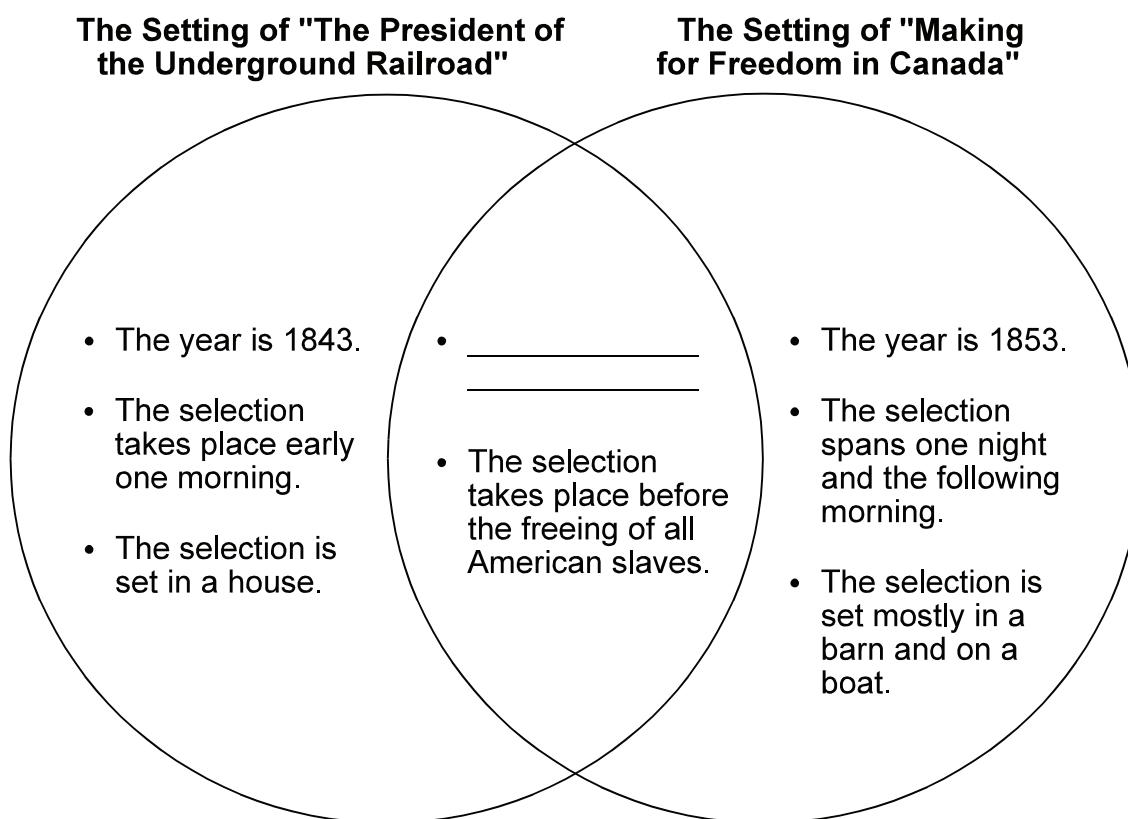 The Setting of "The President of
the Underground Railroad"
The Setting of "Making
for Freedom in Canada"
• The year is 1843.
• The selection
takes place early
one morning.
• The selection is
set in a house.
• 
• The selection
takes place before
the freeing of all
American slaves.
• The year is 1853.
• The selection
spans one night
and the following
morning.
• The selection is
set mostly in a
barn and on a
boat.